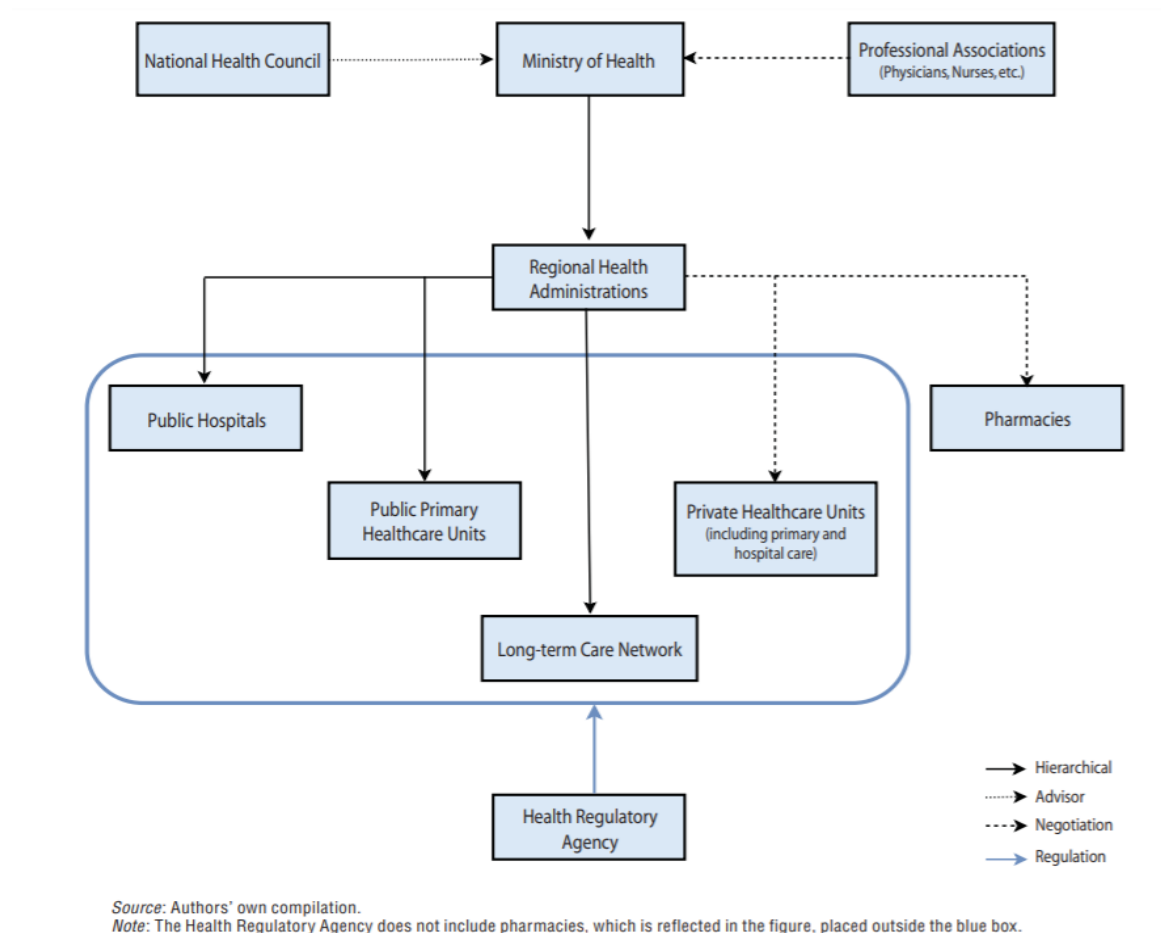 National Health Council
Ministry of Health
Professional Associations
(Physicians, Nurses, etc.)
Regional Health
Administrations
Public Hospitals
Pharmacies
Public Primary
Healthcare Units
Private Healthcare Units
(including primary and
hospital care)
Long-term Care Network
Health Regulatory
Agency
Hierarchical
Advisor
Negotiation
Regulation
Source: Authors' own compilation.
Note: The Health Regulatory Agency does not include pharmacies, which is reflected in the figure, placed outside the blue box.